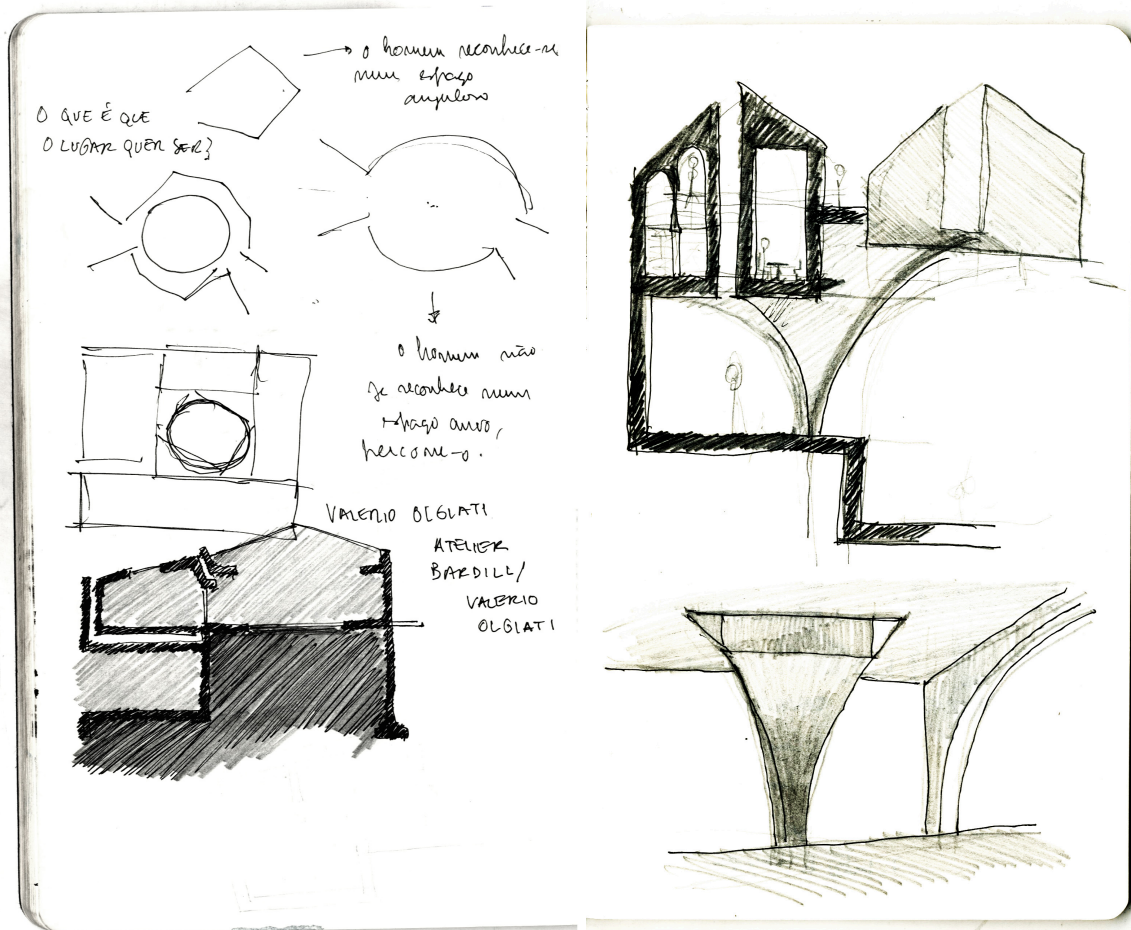 → o homem reconhece-se
num espaço
anguloso
O QUE É QUE
O LUGAR QUER SER?
o homem não
se reconhece num
espaço curvo,
percorre-o.
VALERIO OLGIATI
ATELIER
BARDILL/
VALERIO
OLGIATI